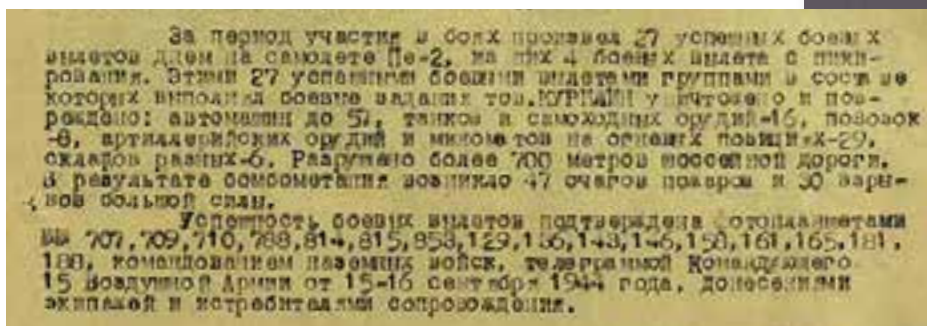 За период участия в боях произвел 27 успешных боевых
вылетов днем на самолете Пе-2, из них 4 боевых вылета с пики-
рования. Этими 27 успешными боевыми вылетами группами в составе
которых выполнял боевые задания тов. уничтожено и пов-
реждено: автомашин до 57, танков и самоходных орудий-16, повозок
-8, артиллерийских орудий и минометов на огневых позициях-29,
складов разных-6. Разрушено более 700 метров шоссейной дороги.
В результате бомбометания возникло 47 очагов пожаров и 30 взры-
вов большой силы.
Успешность боевых вылетов подтверждена фотопланшетами
№№ 707,709,710,788,814,815,858,129,136,143,146,158,161,165,181,
188, командованием наземных войск, телеграммой Командующего
15 Воздушной Армии от 15-16 сентября 1944 года, донесениями
экипажей и истребителями сопровождения.